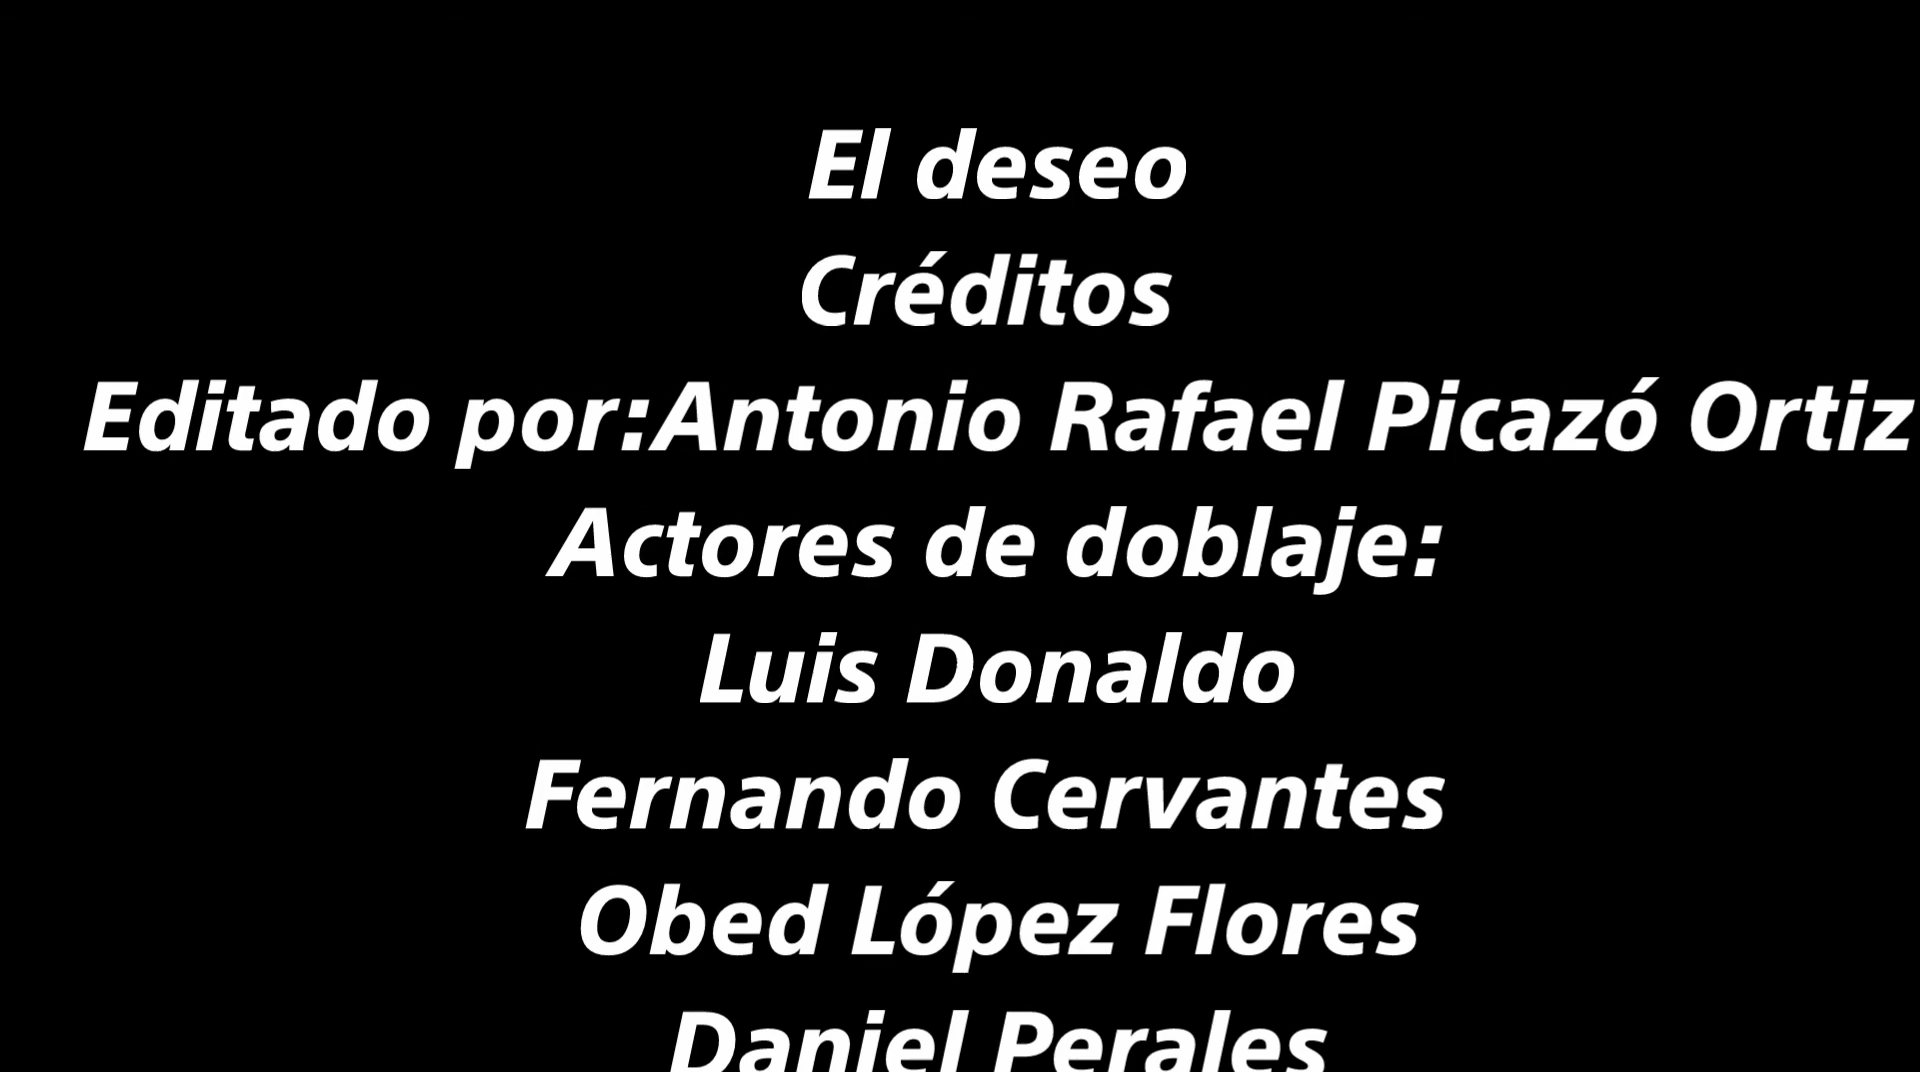 El deseo
Créditos
Editado por:Antonio Rafael Picazó Ortiz
Actores de doblaje:
Luis Donaldo
Fernando Cervantes
Obed López Flores
Daniel Perales